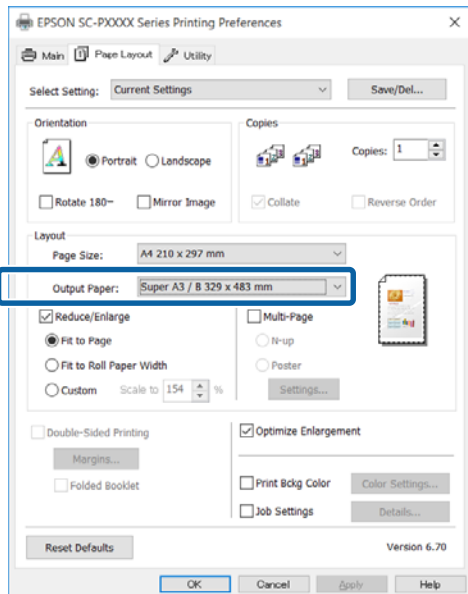 EPSON SC-PXXXX Series Printing Preferences
Main Page Layout Utility
Select Setting: Current Settings Save/Del...
Orientation
Portrait Landscape
Rotate 180° Mirror Image
Copies
Copies: 1
Collate Reverse Order
Layout
Page Size: A4 210 x 297 mm
Output Paper: Super A3 / B 329 x 483 mm
Reduce/Enlarge
Fit to Page
Fit to Roll Paper Width
Custom Scale to 154 %
Multi-Page
N-up
Poster
Settings...
Double-Sided Printing
Margins...
Folded Booklet
Optimize Enlargement
Print Bckg Color Color Settings...
Job Settings Details...
Reset Defaults Version 6.70
OK Cancel Apply Help